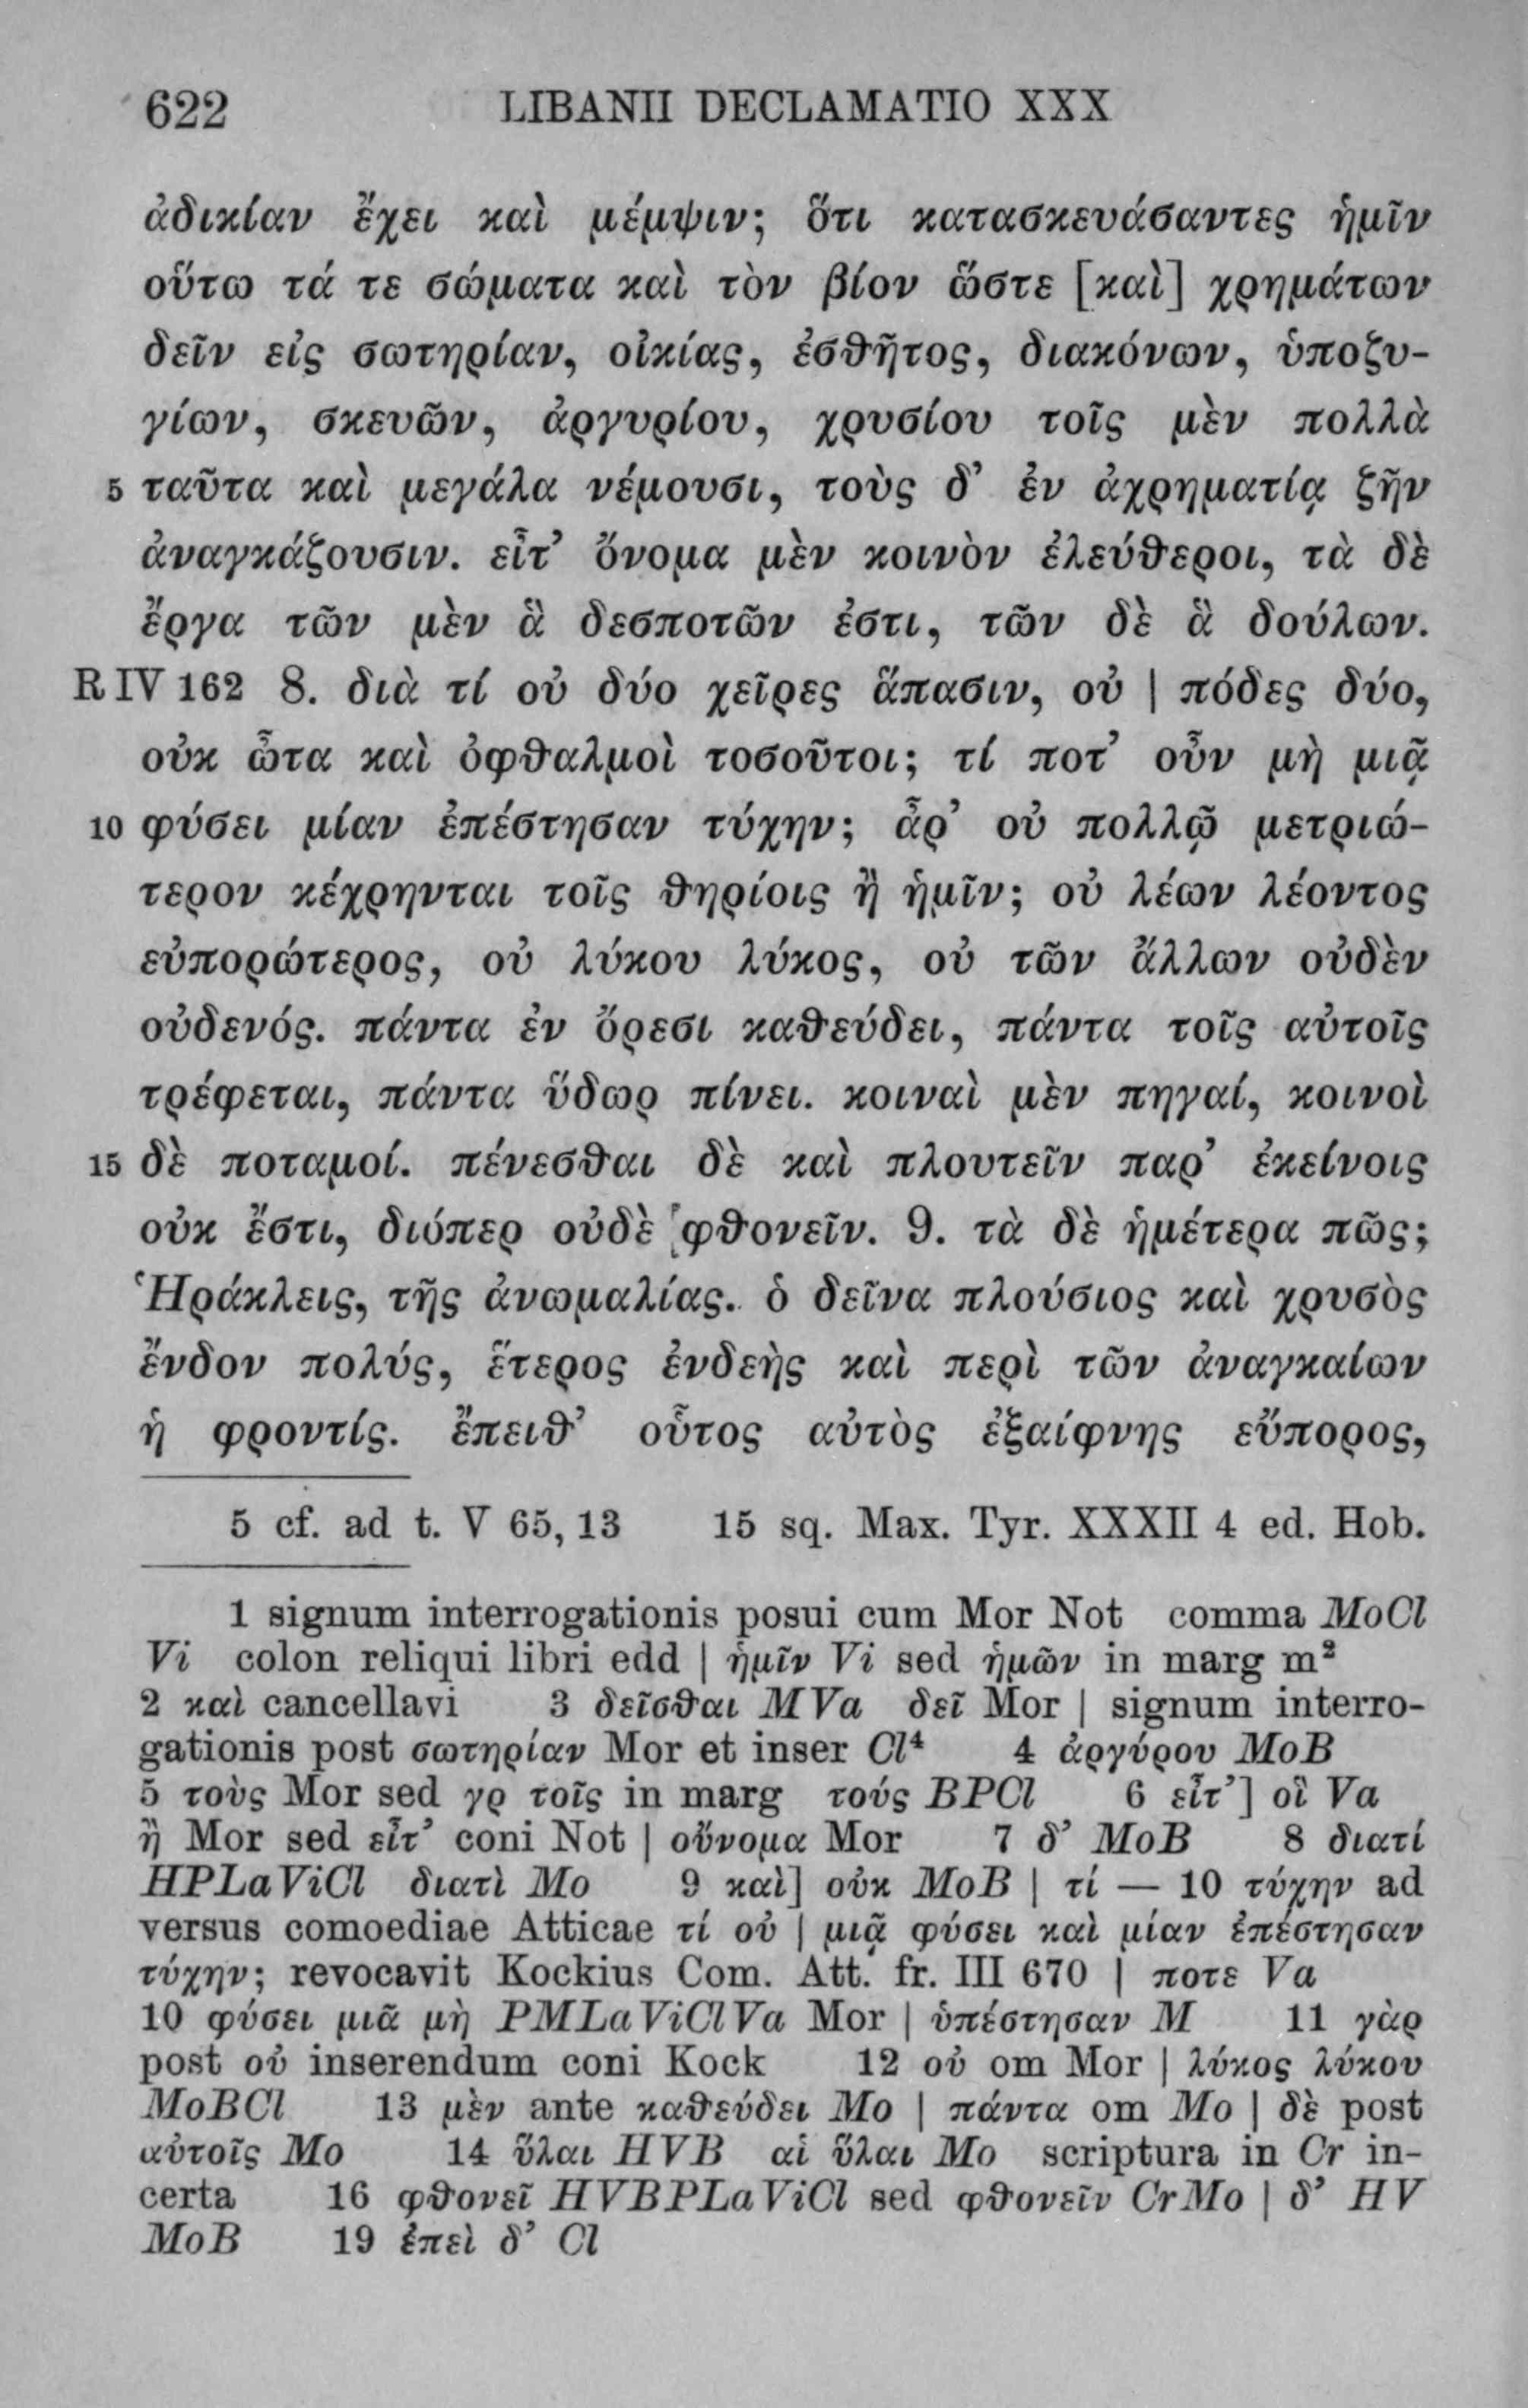 622 LIBANII DECLAMATIO XXX
ἀδικίαν ἔχει καὶ μέμψιν; ὅτι κατασκευάσαντες ἡμῖν
οὕτω τά τε σώματα καὶ τὸν βίον ὥστε [καὶ] χρημάτων
δεῖν εἰς σωτηρίαν, οἰκίας, ἐσθῆτος, διακόνων, ὑποζυ-
γίων, σκευῶν, ἀργυρίου, χρυσίου τοῖς μὲν πολλὰ
5 ταῦτα καὶ μεγάλα νέμουσι, τοὺς δ’ ἐν ἀχρηματίᾳ ζῆν
ἀναγκάζουσιν. εἶτ’ ὄνομα μὲν κοινὸν ἐλεύθεροι, τὰ δὲ
ἔργα τῶν μὲν ἃ δεσποτῶν ἐστι, τῶν δὲ ἃ δούλων.
R IV 162 8. διὰ τί οὐ δύο χεῖρες ἅπασιν, οὐ | πόδες δύο,
οὐκ ὦτα καὶ ὀφθαλμοὶ τοσοῦτοι; τί ποτ’ οὖν μὴ μιᾷ
10 φύσει μίαν ἐπέστησαν τύχην; ἆρ’ οὐ πολλῷ μετριώ-
τερον κέχρηνται τοῖς θηρίοις ἢ ἡμῖν; οὐ λέων λέοντος
εὐπορώτερος, οὐ λύκου λύκος, οὐ τῶν ἄλλων οὐδὲν
οὐδενός. πάντα ἐν ὄρεσι καθεύδει, πάντα τοῖς αὐτοῖς
τρέφεται, πάντα ὕδωρ πίνει. κοιναὶ μὲν πηγαί, κοινοὶ
15 δὲ ποταμοί. πένεσθαι δὲ καὶ πλουτεῖν παρ’ ἐκείνοις
οὐκ ἔστι, διόπερ οὐδὲ φθονεῖν. 9. τὰ δὲ ἡμέτερα πῶς;
Ἡράκλεις, τῆς ἀνωμαλίας. ὁ δεῖνα πλούσιος καὶ χρυσὸς
ἔνδον πολύς, ἕτερος ἐνδεὴς καὶ περὶ τῶν ἀναγκαίων
ἡ φροντίς. ἔπειθ’ οὗτος αὐτὸς ἐξαίφνης εὔπορος,
5 cf. ad t. V 65, 13 15 sq. Max. Tyr. XXXII 4 ed. Hob.
1 signum interrogationis posui cum Mor Not comma MoCl
Vi colon reliqui libri edd | ἡμῖν Vi sed ἡμῶν in marg m²
2 καὶ cancellavi 3 δεῖσθαι MVa δεῖ Mor | signum interro-
gationis post σωτηρίαν Mor et inser Cl⁴ 4 ἀργύρου MoB
5 τοὺς Mor sed γρ τοῖς in marg τούς BPCl 6 εἶτ’] οἳ Va
ἢ Mor sed εἶτ’ coni Not | οὔνομα Mor 7 δ’ MoB 8 διατί
HPLaViCl διατὶ Mo 9 καὶ] οὐκ MoB | τί — 10 τύχην ad
versus comoediae Atticae τί οὐ | μιᾷ φύσει καὶ μίαν ἐπέστησαν
τύχην; revocavit Kockius Com. Att. fr. III 670 | ποτε Va
10 φύσει μιᾶ μὴ PMLaViClVa Mor | ὑπέστησαν M 11 γὰρ
post οὐ inserendum coni Kock 12 οὐ om Mor | λύκος λύκου
MoBCl 13 μὲν ante καθεύδει Mo | πάντα om Mo | δὲ post
αὐτοῖς Mo 14 ὕλαι HVB αἱ ὕλαι Mo scriptura in Cr in-
certa 16 φθονεῖ HVBPLaViCl sed φθονεῖν CrMo | δ’ HV
MoB 19 ἐπεὶ δ’ Cl